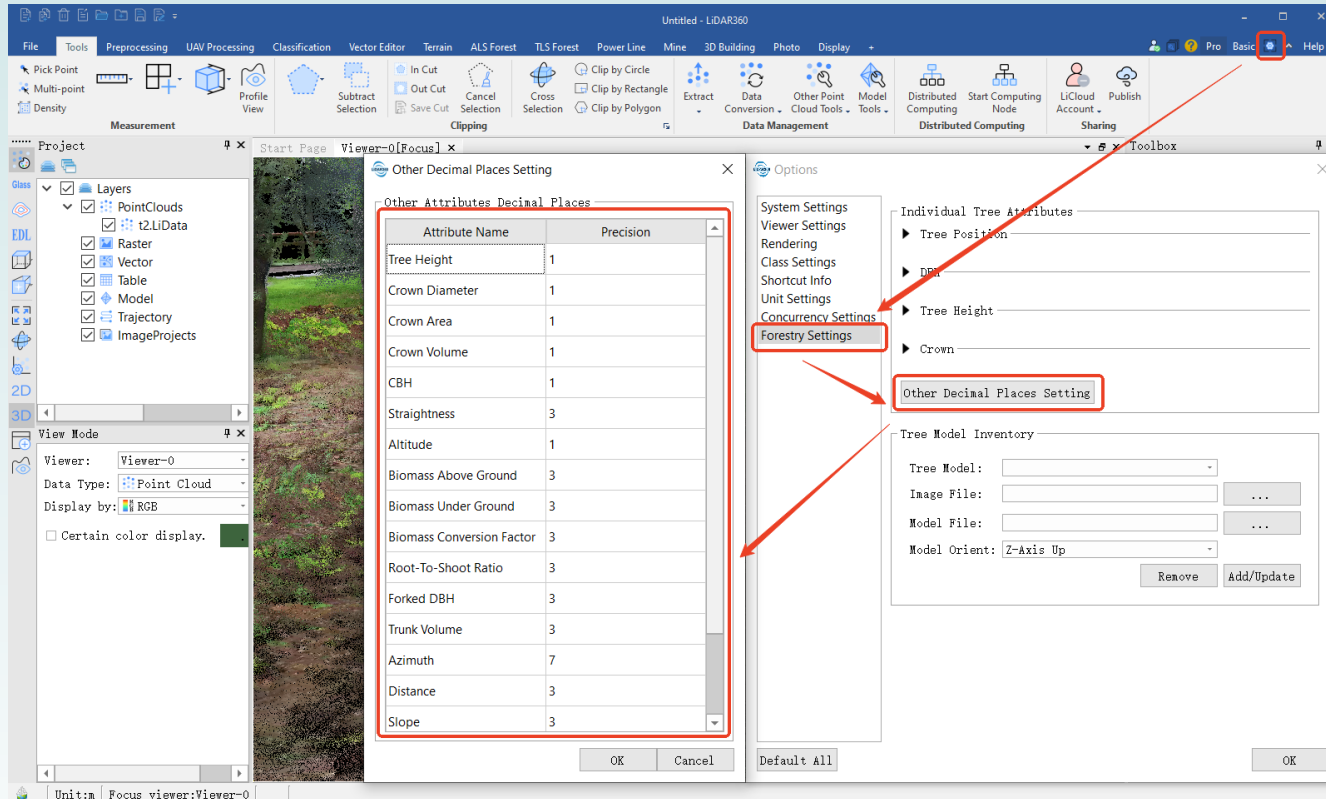 Untitled - LiDAR360
File Tools Preprocessing UAV Processing Classification Vector Editor Terrain ALS Forest TLS Forest Power Line Mine 3D Building Photo Display + Pro Basic Help
Pick Point
Multi-point
Density
Profile View
Measurement
Subtract Selection
In Cut
Out Cut
Save Cut
Cancel Selection
Cross Selection
Clip by Circle
Clip by Rectangle
Clip by Polygon
Clipping
Extract
Data Conversion
Other Point Cloud Tools
Model Tools
Data Management
Distributed Computing
Start Computing Node
Distributed Computing
LiCloud Account
Publish
Sharing
Project
Start Page Viewer-0[Focus]
Toolbox
Glass
EDL
2D
3D
Layers
PointClouds
t2.LiData
Raster
Vector
Table
Model
Trajectory
ImageProjects
View Mode
Viewer: Viewer-0
Data Type: Point Cloud
Display by: RGB
Certain color display.
Other Decimal Places Setting
Other Attributes Decimal Places
Attribute Name Precision
Tree Height 1
Crown Diameter 1
Crown Area 1
Crown Volume 1
CBH 1
Straightness 3
Altitude 1
Biomass Above Ground 3
Biomass Under Ground 3
Biomass Conversion Factor 3
Root-To-Shoot Ratio 3
Forked DBH 3
Trunk Volume 3
Azimuth 7
Distance 3
Slope 3
OK Cancel
Options
System Settings
Viewer Settings
Rendering
Class Settings
Shortcut Info
Unit Settings
Concurrency Settings
Forestry Settings
Individual Tree Attributes
Tree Position
DBH
Tree Height
Crown
Other Decimal Places Setting
Tree Model Inventory
Tree Model:
Image File: ...
Model File: ...
Model Orient: Z-Axis Up
Remove Add/Update
Default All OK
Unit:m Focus viewer:Viewer-0